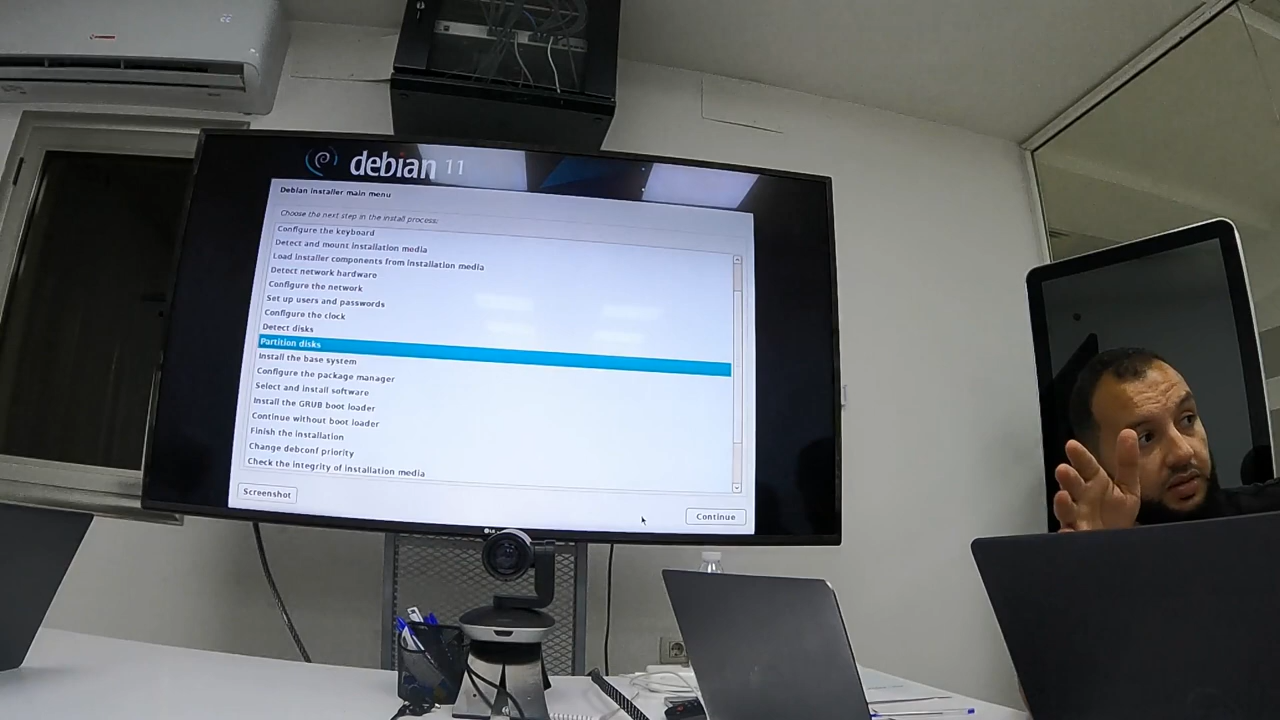 debian 11
Debian installer main menu
Choose the next step in the install process:
Configure the keyboard
Detect and mount installation media
Load installer components from installation media
Detect network hardware
Configure the network
Set up users and passwords
Configure the clock
Detect disks
Partition disks
Install the base system
Configure the package manager
Select and install software
Install the GRUB boot loader
Continue without boot loader
Finish the installation
Change debconf priority
Check the integrity of installation media
Screenshot
Continue